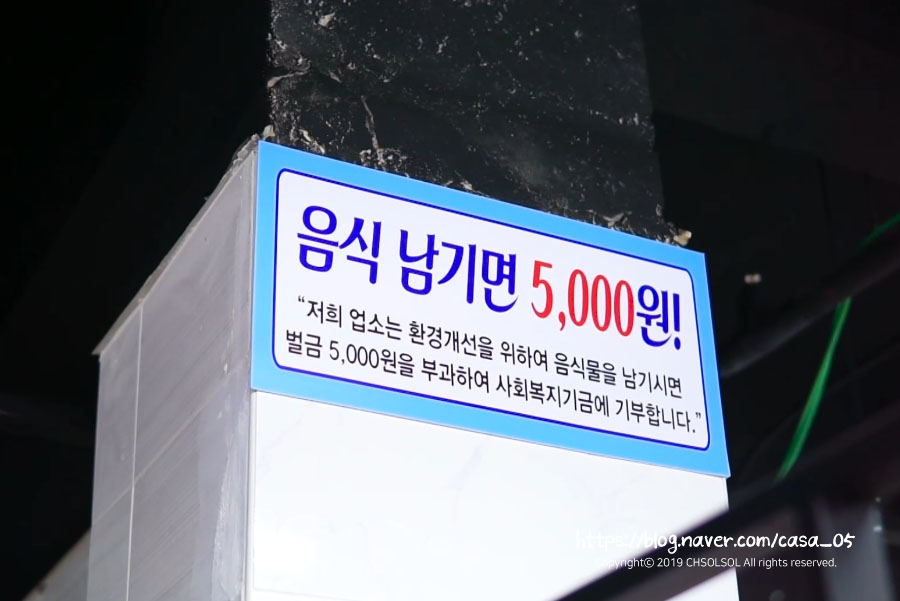 음식 남기면 5,000원!
“저희 업소는 환경개선을 위하여 음식물을 남기시면
벌금 5,000원을 부과하여 사회복지기금에 기부합니다.”
https://blog.naver.com/casa_05
Copyright© 2019 CHSOLSOL All rights reserved.